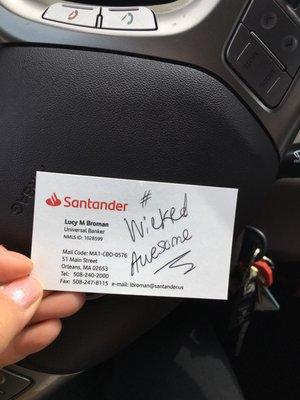 Santander
Lucy M Broman
Universal Banker
NMLS ID: 1028599
Mail Code: MA1-CBO-0576
51 Main Street
Orleans, MA 02653
Tel: 508-240-2000
Fax: 508-247-8115 e-mail: lbroman@santander.us
#
Wicked
Awesome